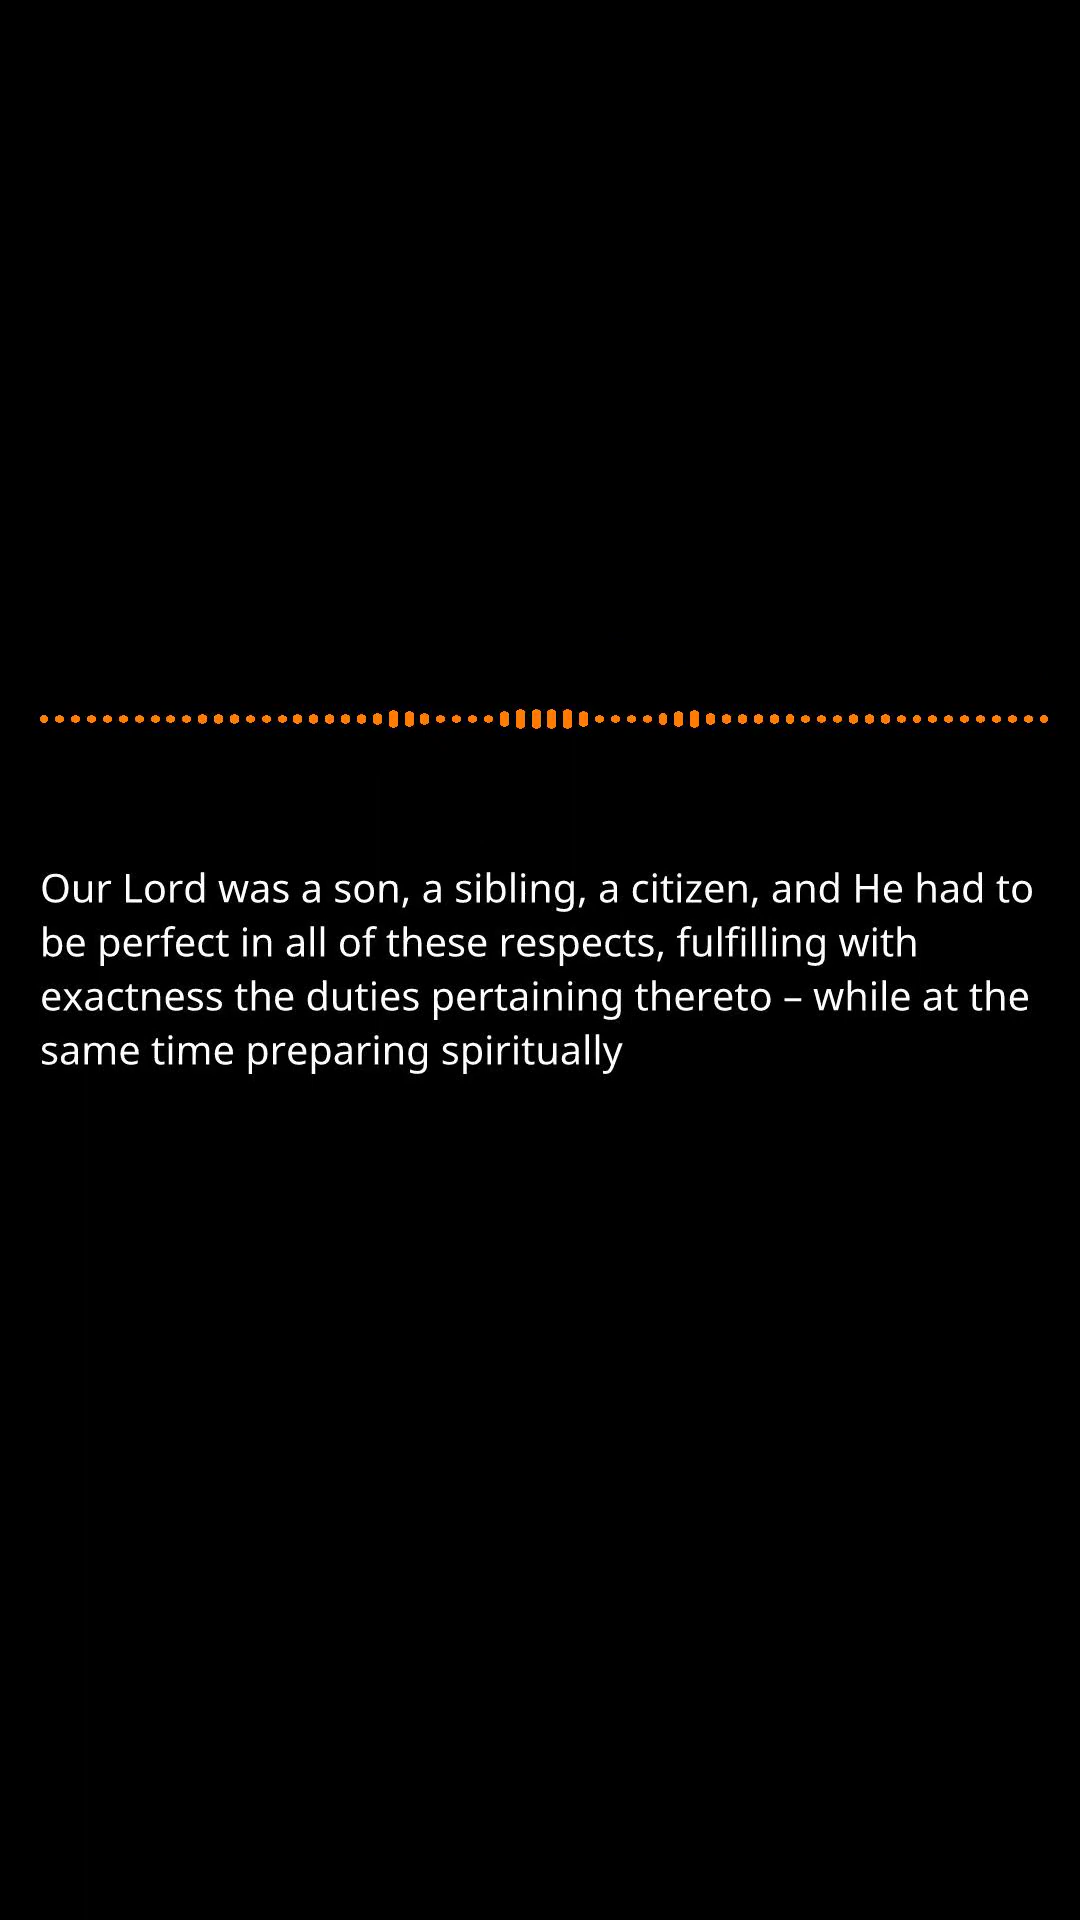 Our Lord was a son, a sibling, a citizen, and He had to
be perfect in all of these respects, fulfilling with
exactness the duties pertaining thereto – while at the
same time preparing spiritually